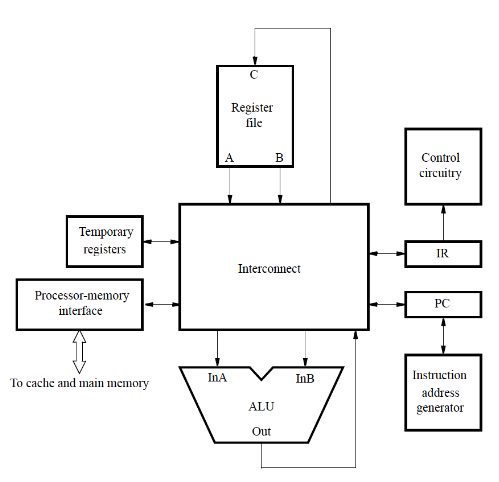 C
Register
file
A
B
Control
circuitry
Temporary
registers
Interconnect
IR
Processor-memory
interface
PC
To cache and main memory
InA
InB
ALU
Out
Instruction
address
generator